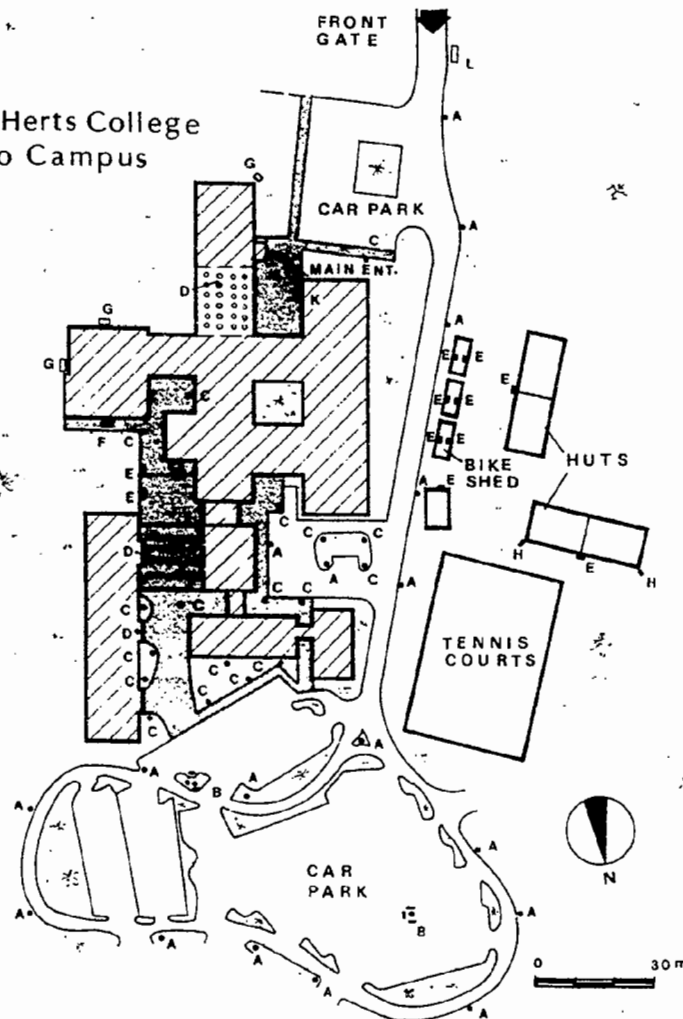 FRONT
GATE
L
A
Herts College
o Campus
G
CAR PARK
A
C
MAIN ENT.
D
K
G
A
E E
G
E
E E
C
F C
E E
BIKE
SHED
HUTS
E
E
A E
C
C C
H
E
H
D
A
A C
A
C
C C
C
D
TENNIS
COURTS
C
C
C C
C
C
C
A
A
B
A
A
A
CAR
PARK
N
A
B
A
A
A
A
0 30 m
A